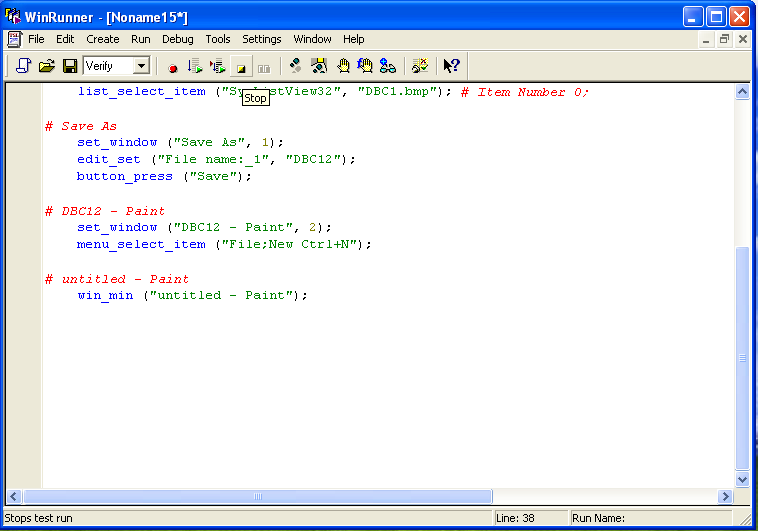 WinRunner - [Noname15*]
File Edit Create Run Debug Tools Settings Window Help
Verify
list_select_item ("Sy ListView32", "DBC1.bmp"); # Item Number 0;
Stop
# Save As
set_window ("Save As", 1);
edit_set ("File name:_1", "DBC12");
button_press ("Save");
# DBC12 - Paint
set_window ("DBC12 - Paint", 2);
menu_select_item ("File;New Ctrl+N");
# untitled - Paint
win_min ("untitled - Paint");
Stops test run Line: 38 Run Name: